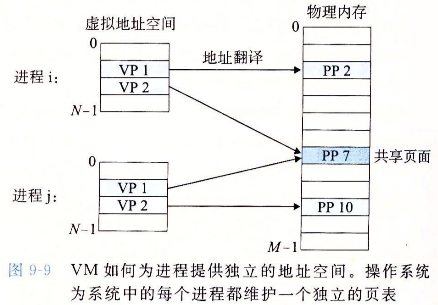 虚拟地址空间
物理内存
0
0
进程i:
VP 1
地址翻译
PP 2
VP 2
N-1
0
PP 7
共享页面
进程j:
VP 1
VP 2
PP 10
N-1
M-1
图 9-9 VM 如何为进程提供独立的地址空间。操作系统
为系统中的每个进程都维护一个独立的页表